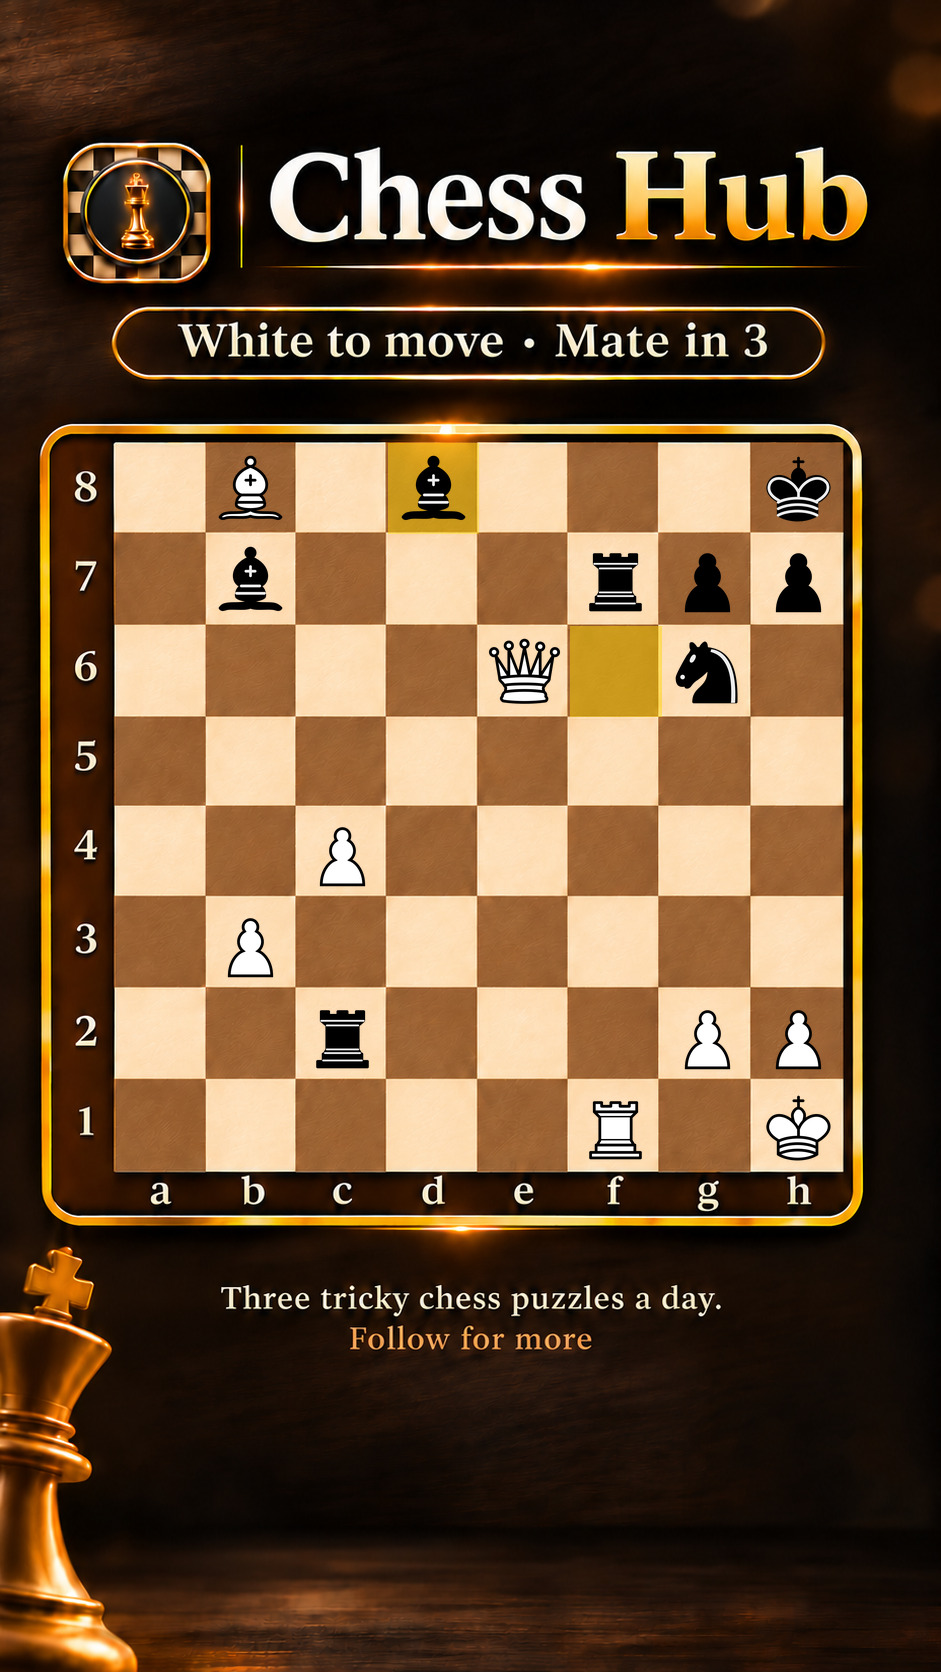 Chess Hub
White to move • Mate in 3
8
7
6
5
4
3
2
1
a b c d e f g h
Three tricky chess puzzles a day.
Follow for more